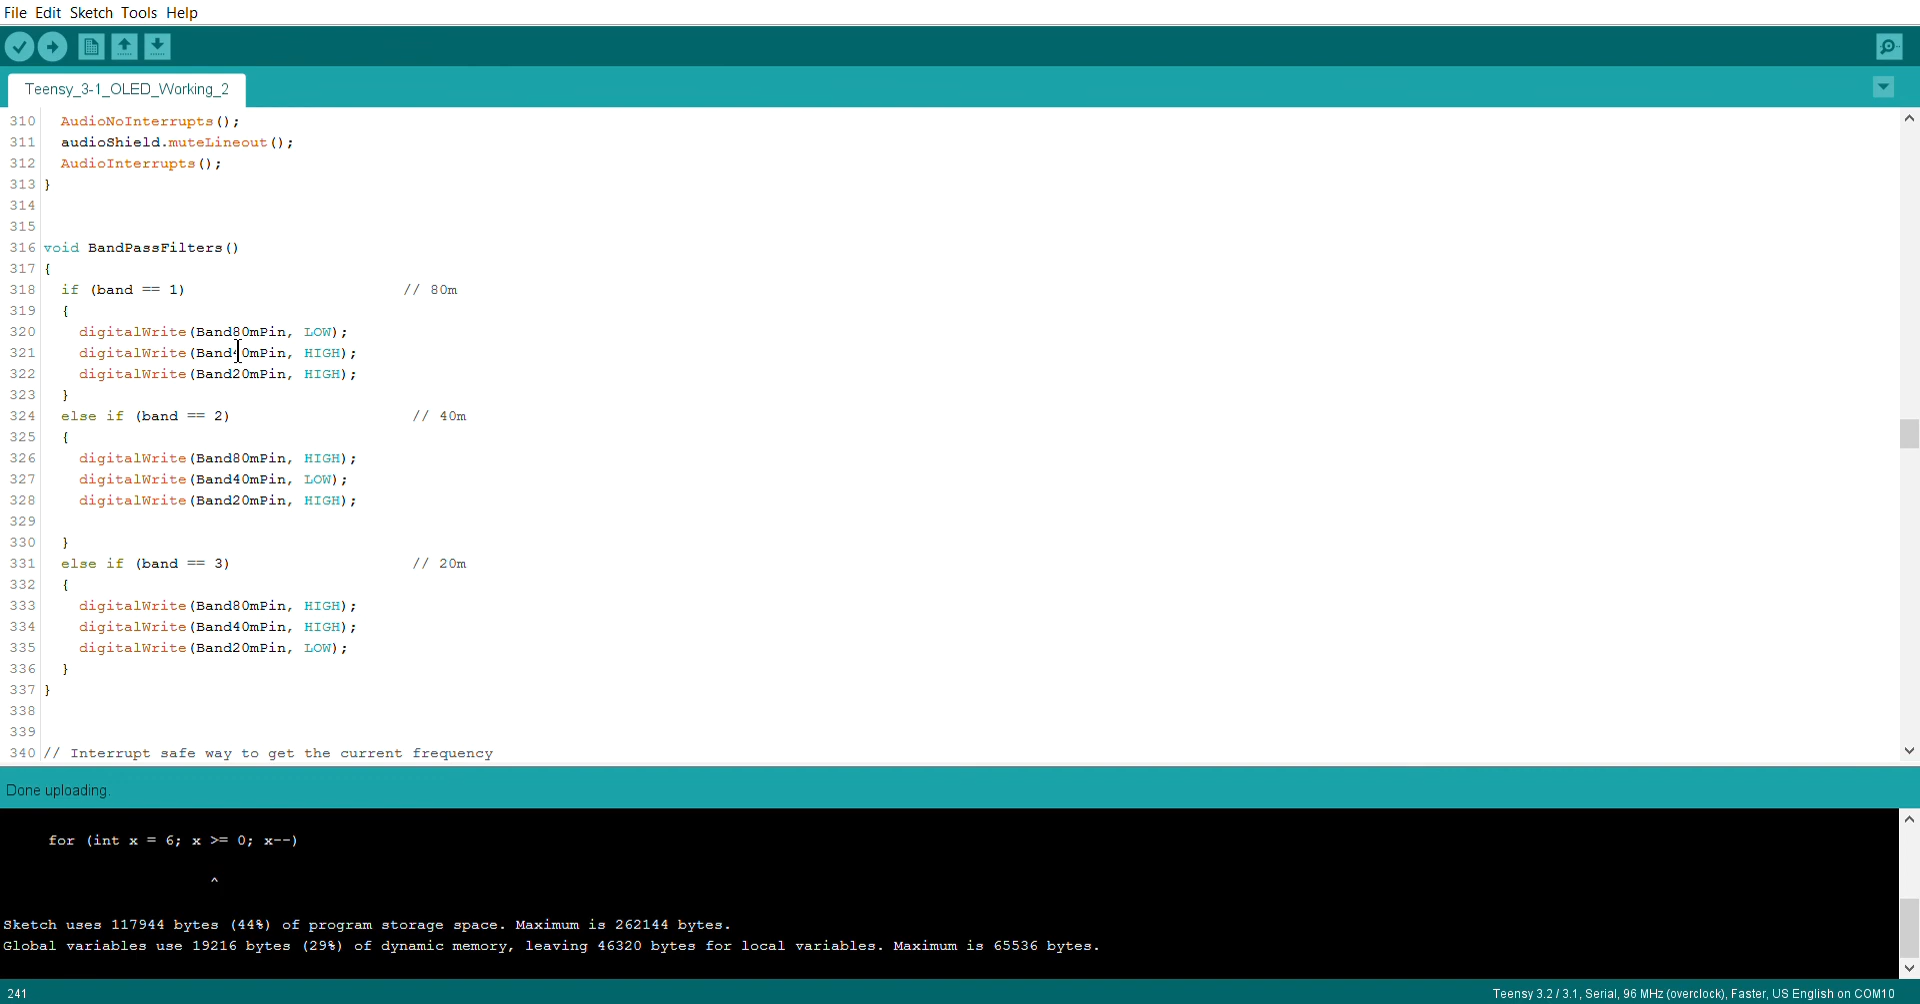 File Edit Sketch Tools Help
Teensy_3-1_OLED_Working_2
310 AudioNoInterrupts();
311 audioShield.muteLineout();
312 AudioInterrupts();
313 }
314
315
316 void BandPassFilters()
317 {
318 if (band == 1) // 80m
319 {
320 digitalWrite(Band80mPin, LOW);
321 digitalWrite(Band40mPin, HIGH);
322 digitalWrite(Band20mPin, HIGH);
323 }
324 else if (band == 2) // 40m
325 {
326 digitalWrite(Band80mPin, HIGH);
327 digitalWrite(Band40mPin, LOW);
328 digitalWrite(Band20mPin, HIGH);
329
330 }
331 else if (band == 3) // 20m
332 {
333 digitalWrite(Band80mPin, HIGH);
334 digitalWrite(Band40mPin, HIGH);
335 digitalWrite(Band20mPin, LOW);
336 }
337 }
338
339
340 // Interrupt safe way to get the current frequency
Done uploading.
for (int x = 6; x >= 0; x--)
^
Sketch uses 117944 bytes (44%) of program storage space. Maximum is 262144 bytes.
Global variables use 19216 bytes (29%) of dynamic memory, leaving 46320 bytes for local variables. Maximum is 65536 bytes.
241 Teensy 3.2 / 3.1, Serial, 96 MHz (overclock), Faster, US English on COM10